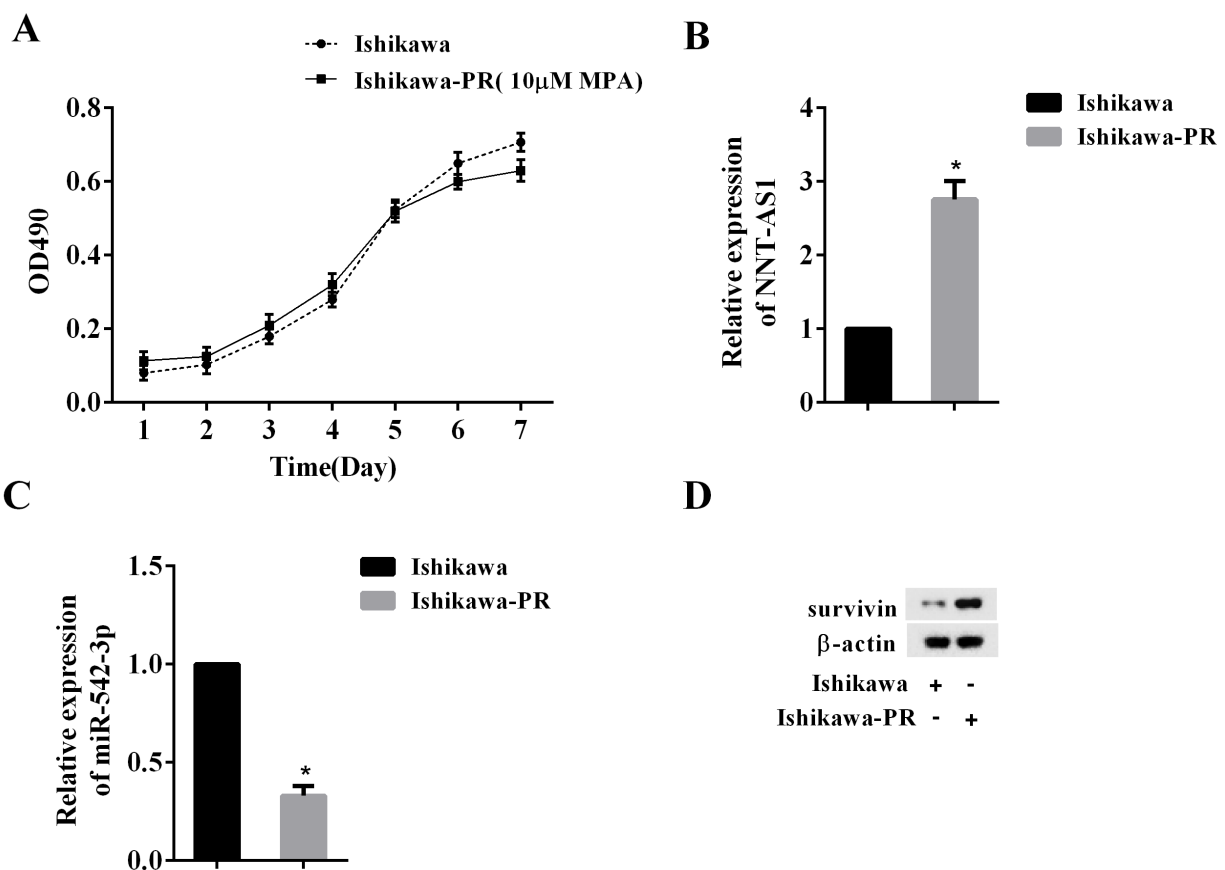 A
Ishikawa
Ishikawa-PR( 10μM MPA)
0.8
0.6
0.4
0.2
0.0
OD490
1 2 3 4 5 6 7
Time(Day)
B
Ishikawa
Ishikawa-PR
4
3
2
1
0
Relative expression
of NNT-AS1
*
C
Ishikawa
Ishikawa-PR
1.5
1.0
0.5
0.0
Relative expression
of miR-542-3p
*
D
survivin
β-actin
Ishikawa + -
Ishikawa-PR - +